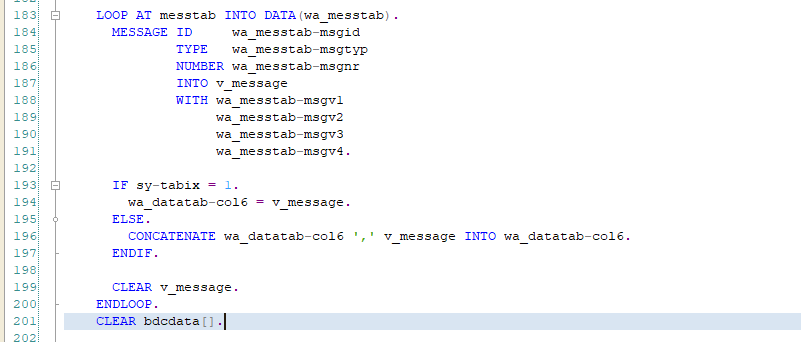 183 LOOP AT messtab INTO DATA(wa_messtab).
184 MESSAGE ID wa_messtab-msgid
185 TYPE wa_messtab-msgtyp
186 NUMBER wa_messtab-msgnr
187 INTO v_message
188 WITH wa_messtab-msgv1
189 wa_messtab-msgv2
190 wa_messtab-msgv3
191 wa_messtab-msgv4.
192
193 IF sy-tabix = 1.
194 wa_datatab-col6 = v_message.
195 ELSE.
196 CONCATENATE wa_datatab-col6 ',' v_message INTO wa_datatab-col6.
197 ENDIF.
198
199 CLEAR v_message.
200 ENDLOOP.
201 CLEAR bdcdata[].
202